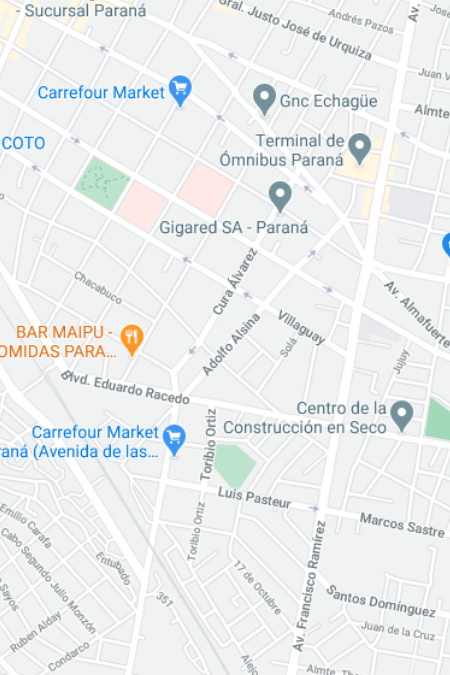 - Sucursal Paraná
Gral. Justo José de Urquiza
Andrés Pazos
Av.
Juan V
Carrefour Market
Gnc Echagüe
Almte
COTO
Terminal de
Ómnibus Paraná
Gigared SA - Paraná
Cura Álvarez
Chacabuco
Av. Almafuerte
Villaguay
BAR MAIPU -
OMIDAS PARA...
Adolfo Alsina
Solá
Jujuy
Blvd. Eduardo Racedo
Centro de la
Construcción en Seco
Toribio Ortiz
Carrefour Market
raná (Avenida de las...
Luis Pasteur
Marcos Sastre
Emilio Carafa
Toribio Ortiz
Cabo Segundo Julio Monzón
Entubado
Av. Francisco Ramírez
17 de Octubre
Sayos
351
Santos Domínguez
Ruben Alday
Juan de la Cruz
Condarco
Alejo
Almte. Th